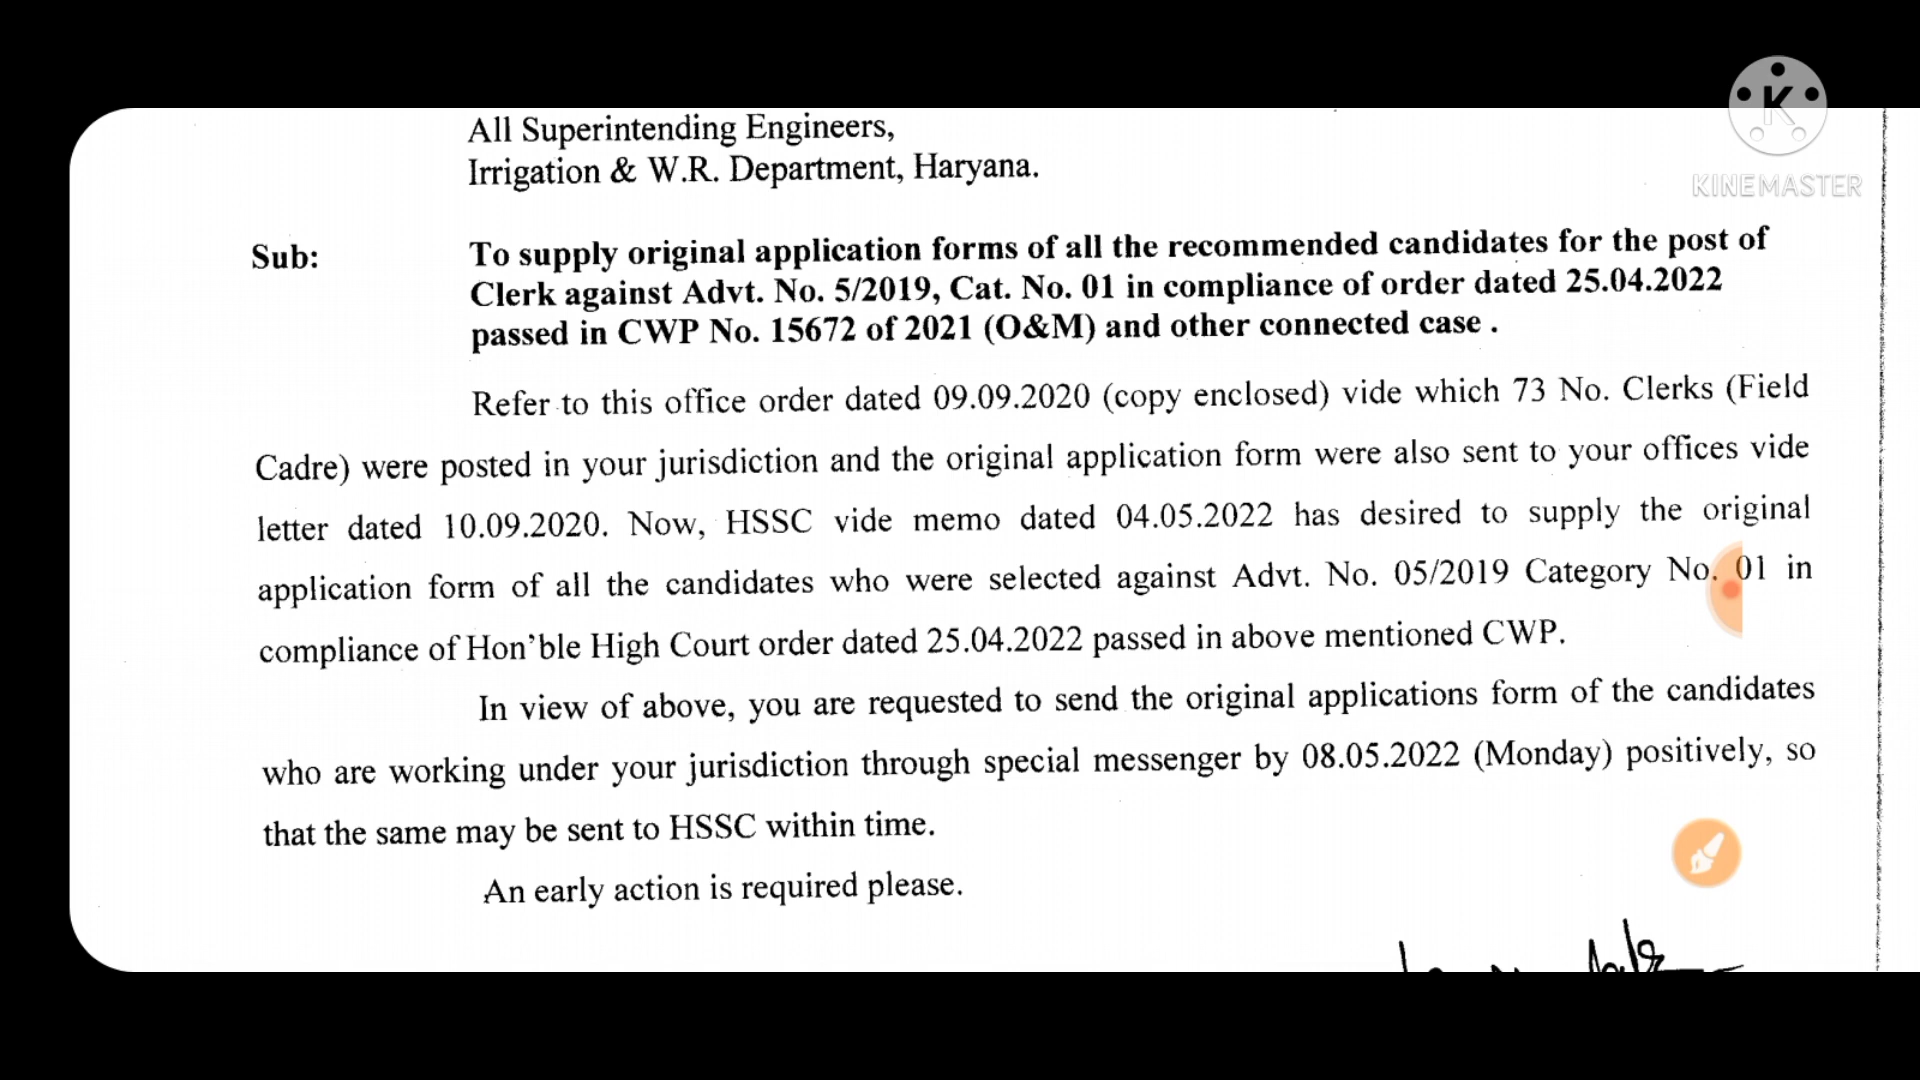 All Superintending Engineers,
Irrigation & W.R. Department, Haryana.
KINEMASTER
Sub: To supply original application forms of all the recommended candidates for the post of
Clerk against Advt. No. 5/2019, Cat. No. 01 in compliance of order dated 25.04.2022
passed in CWP No. 15672 of 2021 (O&M) and other connected case .
Refer to this office order dated 09.09.2020 (copy enclosed) vide which 73 No. Clerks (Field
Cadre) were posted in your jurisdiction and the original application form were also sent to your offices vide
letter dated 10.09.2020. Now, HSSC vide memo dated 04.05.2022 has desired to supply the original
application form of all the candidates who were selected against Advt. No. 05/2019 Category No. 01 in
compliance of Hon'ble High Court order dated 25.04.2022 passed in above mentioned CWP.
In view of above, you are requested to send the original applications form of the candidates
who are working under your jurisdiction through special messenger by 08.05.2022 (Monday) positively, so
that the same may be sent to HSSC within time.
An early action is required please.